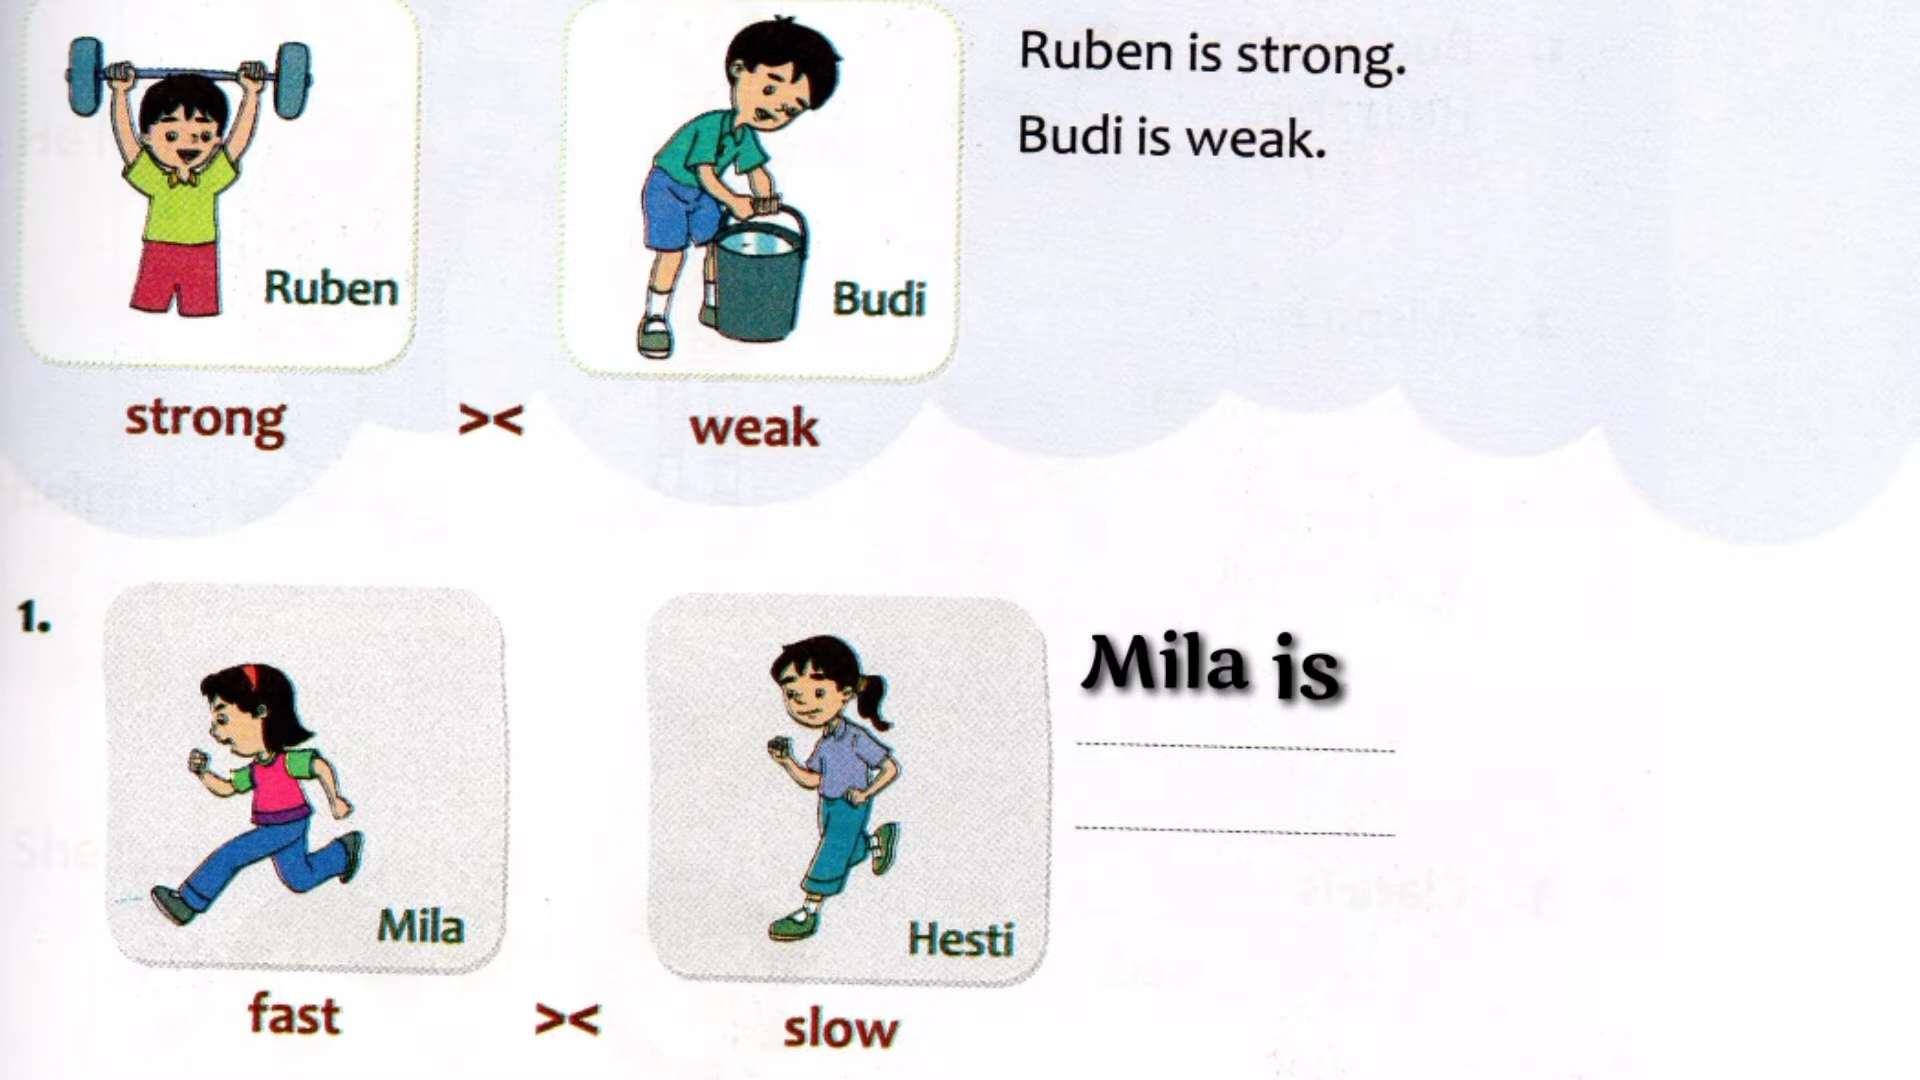 Ruben is strong.
Budi is weak.
Ruben
Budi
strong >< weak
1.
Mila is
Mila
Hesti
fast >< slow